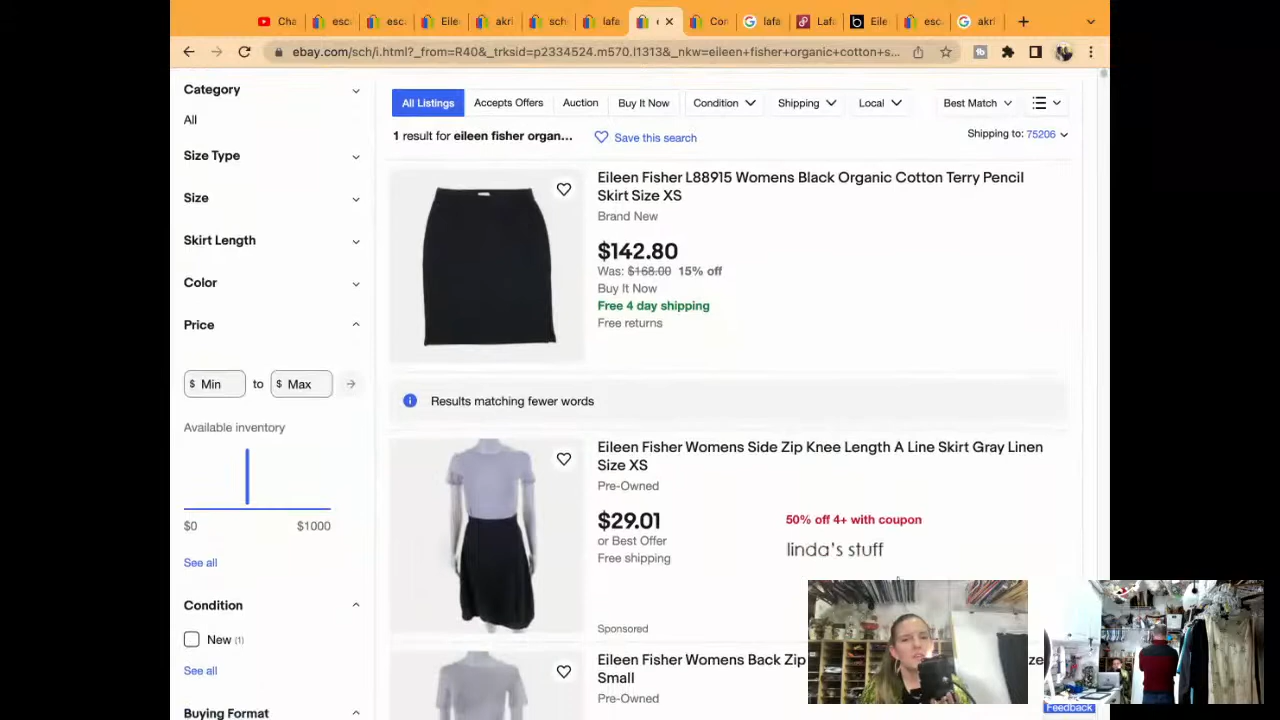 Cha
esca
esca
Eilee
akri
sch
lafa
e
Con
lafa
Lafa
Eile
esc
akri
ebay.com/sch/i.html?_from=R40&_trksid=p2334524.m570.l1313&_nkw=eileen+fisher+organic+cotton+s...
Category
All
Size Type
Size
Skirt Length
Color
Price
$ Min to $ Max
Available inventory
$0 $1000
See all
Condition
New (1)
See all
Buying Format
All Listings Accepts Offers Auction Buy It Now Condition Shipping Local Best Match
1 result for eileen fisher organ... Save this search Shipping to: 75206
Eileen Fisher L88915 Womens Black Organic Cotton Terry Pencil
Skirt Size XS
Brand New
$142.80
Was: $168.00 15% off
Buy It Now
Free 4 day shipping
Free returns
Results matching fewer words
Eileen Fisher Womens Side Zip Knee Length A Line Skirt Gray Linen
Size XS
Pre-Owned
$29.01 50% off 4+ with coupon
or Best Offer linda's stuff
Free shipping
Sponsored
Eileen Fisher Womens Back Zip
Small
Pre-Owned
Feedback